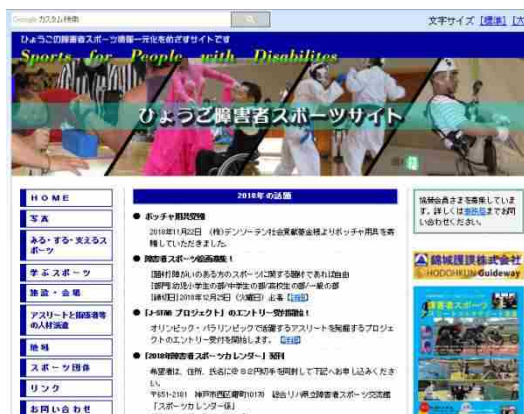 Google カスタム検索
文字サイズ [標準] [大
ひょうごの障害者スポーツ情報一元化をめざすサイトです
Sports for People with Disabilites
ひょうご障害者スポーツサイト
HOME
写真
みる・する・支えるスポーツ
学ぶスポーツ
施設・会場
アスリートと指導者等の人材派遣
地域
スポーツ団体
リンク
お問い合わせ
2018年の話題
● ボッチャ用具受贈
2018年11月22日 (株)デンソーテン社会貢献基金様よりボッチャ用具を寄
贈していただきました。
● 障害者スポーツ絵画募集！
[題材]障がいのある方のスポーツに関する題材であれば自由
[部門]幼児小学生の部/中学生の部/高校生の部/一般の部
[締切日]2018年12月25日(火曜日) 必着 [詳細]
● 「J-STAR プロジェクト」のエントリー受付開始！
オリンピック・パラリンピックで活躍するアスリートを発掘するプロジェ
クトのエントリー受付を開始します。 [詳細]
● 「2018年障害者スポーツカレンダー」発刊
希望者は、住所、氏名に@82円切手を同封して下記へお申し込みくださ
い。
〒651-2181 神戸市西区曙町1070 総合リハ県立障害者スポーツ交流館
「スポーツカレンダー係」
協賛会員さまを募集していま
す。詳しくは事務局までお問
い合わせください。
錦城護謨株式会社
HODOHKUN Guideway
障害者スポーツ